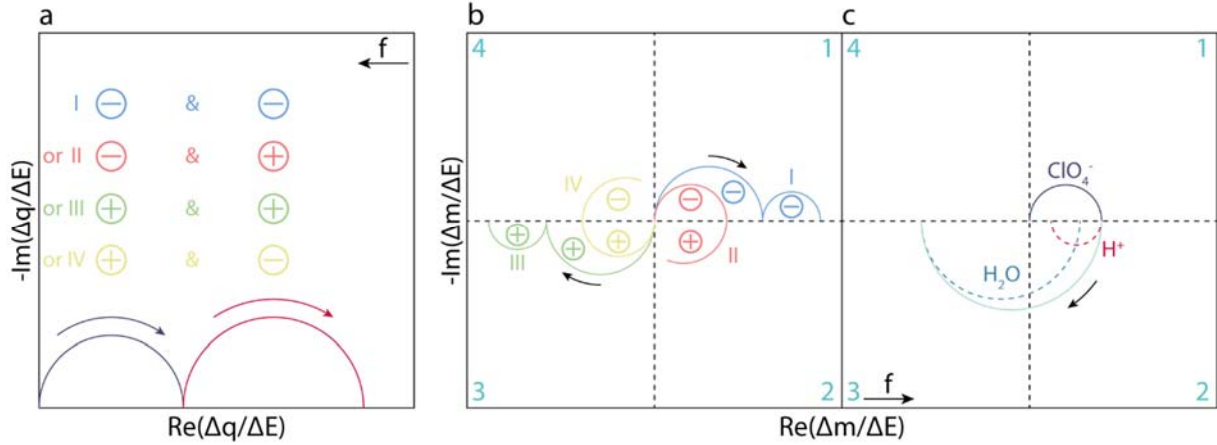 a
f
I − & −
or II − & +
or III + & +
or IV + & −
-Im(Δq/ΔE)
Re(Δq/ΔE)
b
4
1
IV
−
+
−
+
−
−
I
II
+
+
III
3
2
-Im(Δm/ΔE)
Re(Δm/ΔE)
c
4
1
ClO₄⁻
H⁺
H₂O
3
2
f